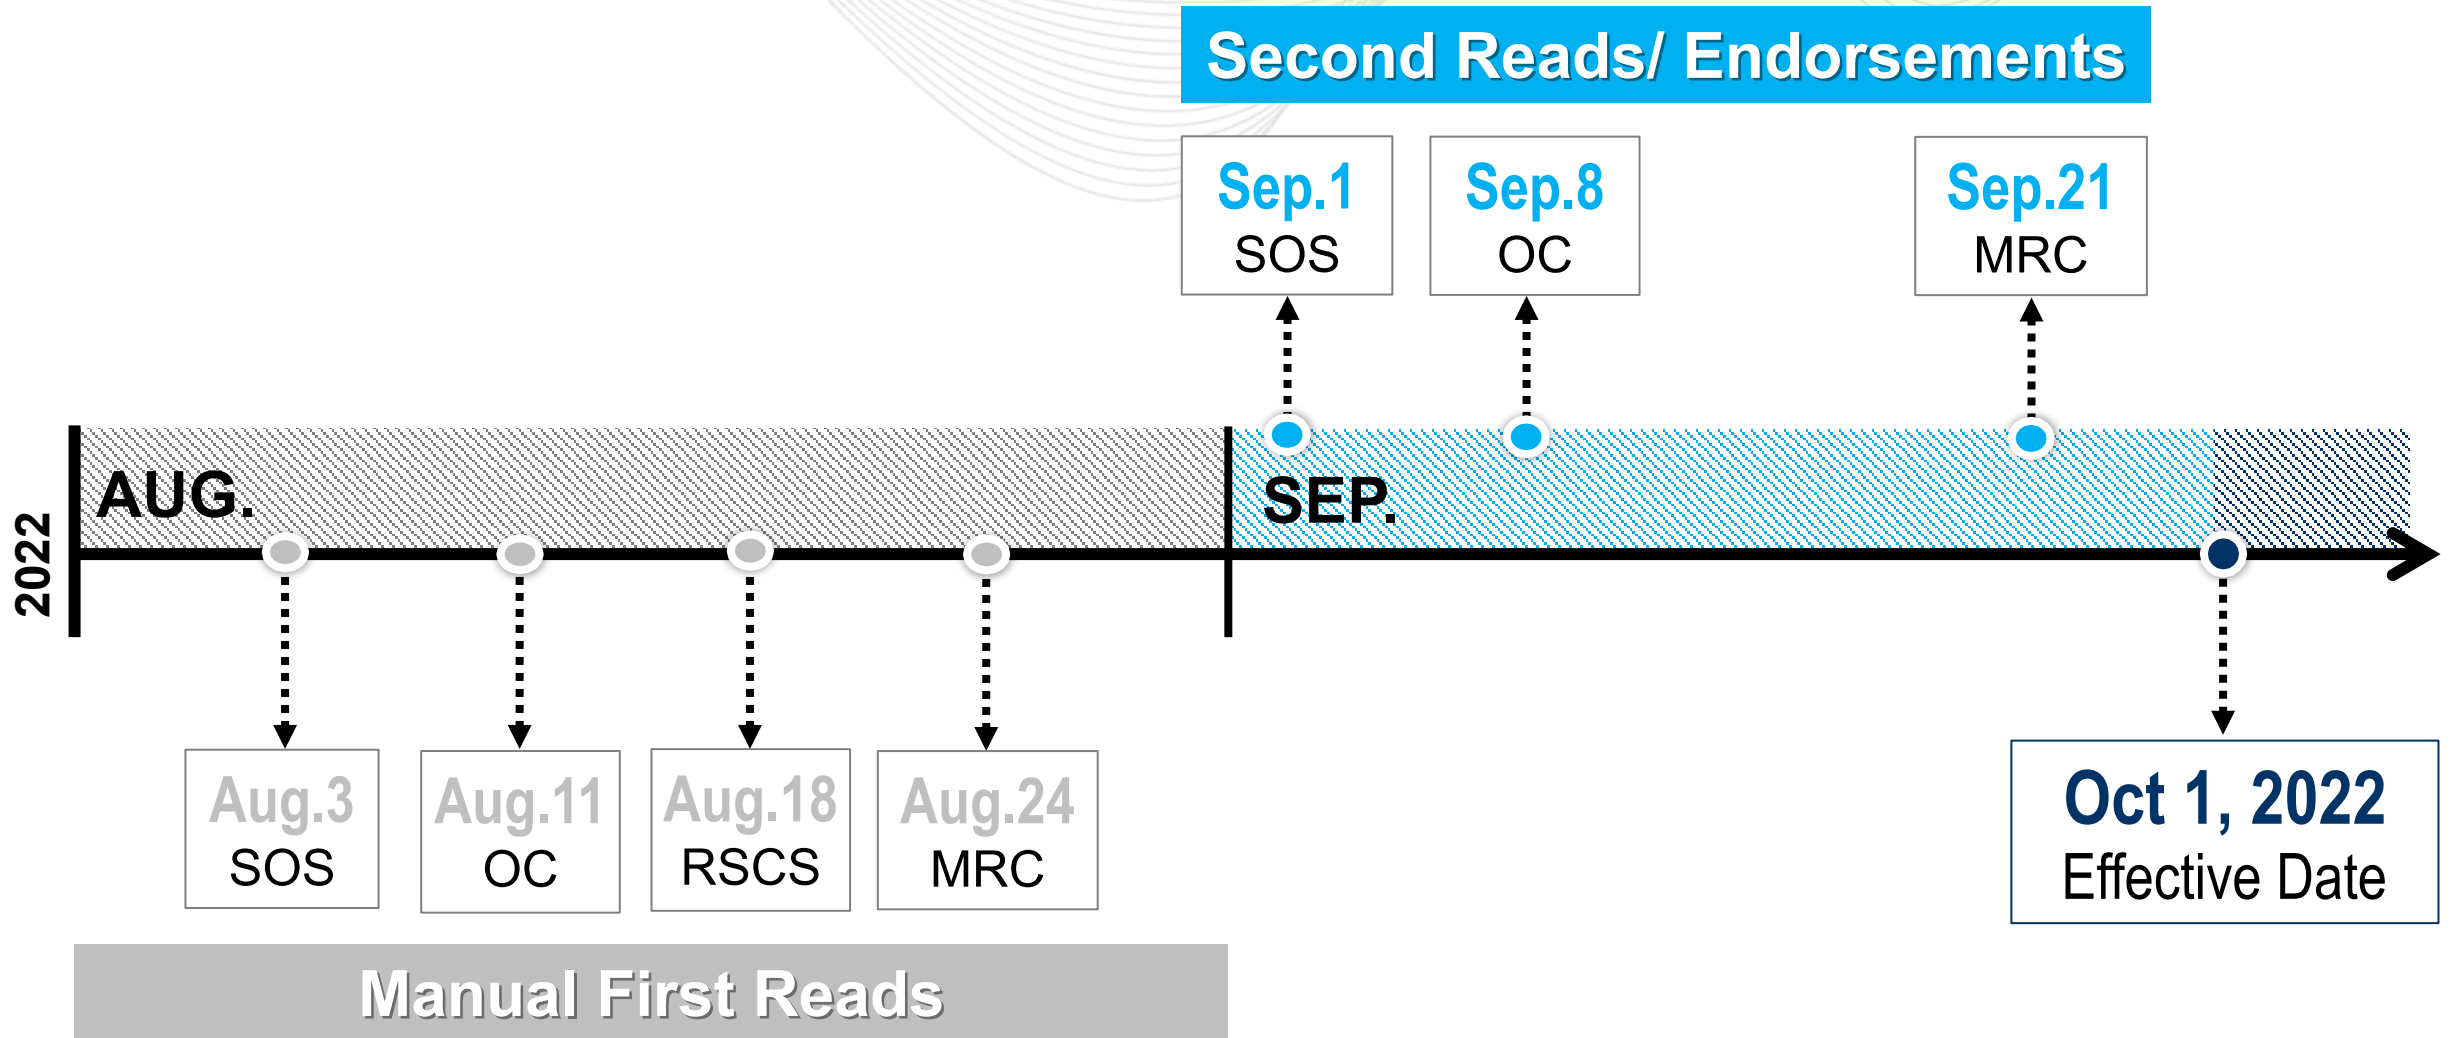 Second Reads/ Endorsements
Sep.1
SOS
Sep.8
OC
Sep.21
MRC
2022
AUG.
SEP.
Aug.3
SOS
Aug.11
OC
Aug.18
RSCS
Aug.24
MRC
Oct 1, 2022
Effective Date
Manual First Reads